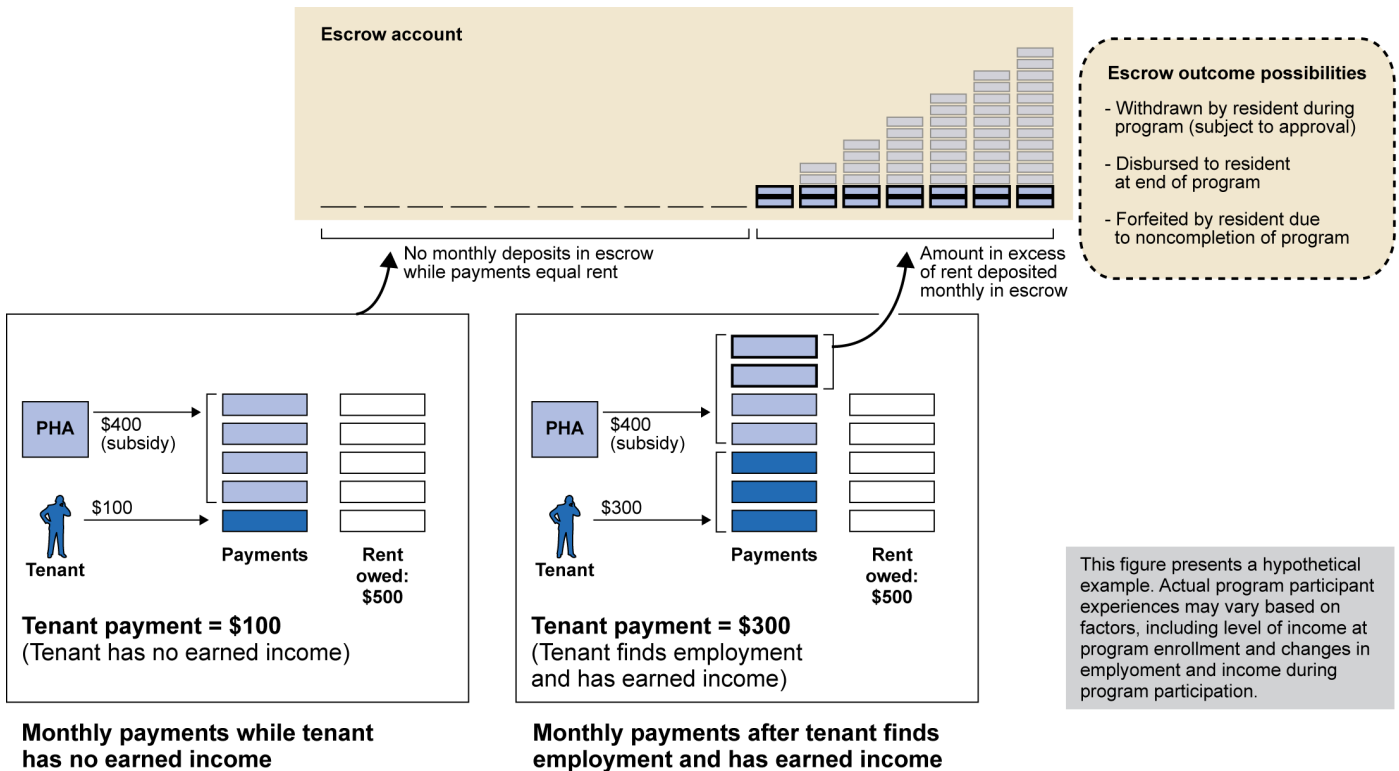 Escrow account
Escrow outcome possibilities
- Withdrawn by resident during
program (subject to approval)
- Disbursed to resident
at end of program
- Forfeited by resident due
to noncompletion of program
No monthly deposits in escrow
while payments equal rent
Amount in excess
of rent deposited
monthly in escrow
PHA
$400
(subsidy)
$100
Tenant
Payments
Rent
owed:
$500
Tenant payment = $100
(Tenant has no earned income)
Monthly payments while tenant
has no earned income
PHA
$400
(subsidy)
$300
Tenant
Payments
Rent
owed:
$500
Tenant payment = $300
(Tenant finds employment
and has earned income)
Monthly payments after tenant finds
employment and has earned income
This figure presents a hypothetical
example. Actual program participant
experiences may vary based on
factors, including level of income at
program enrollment and changes in
emplyoment and income during
program participation.